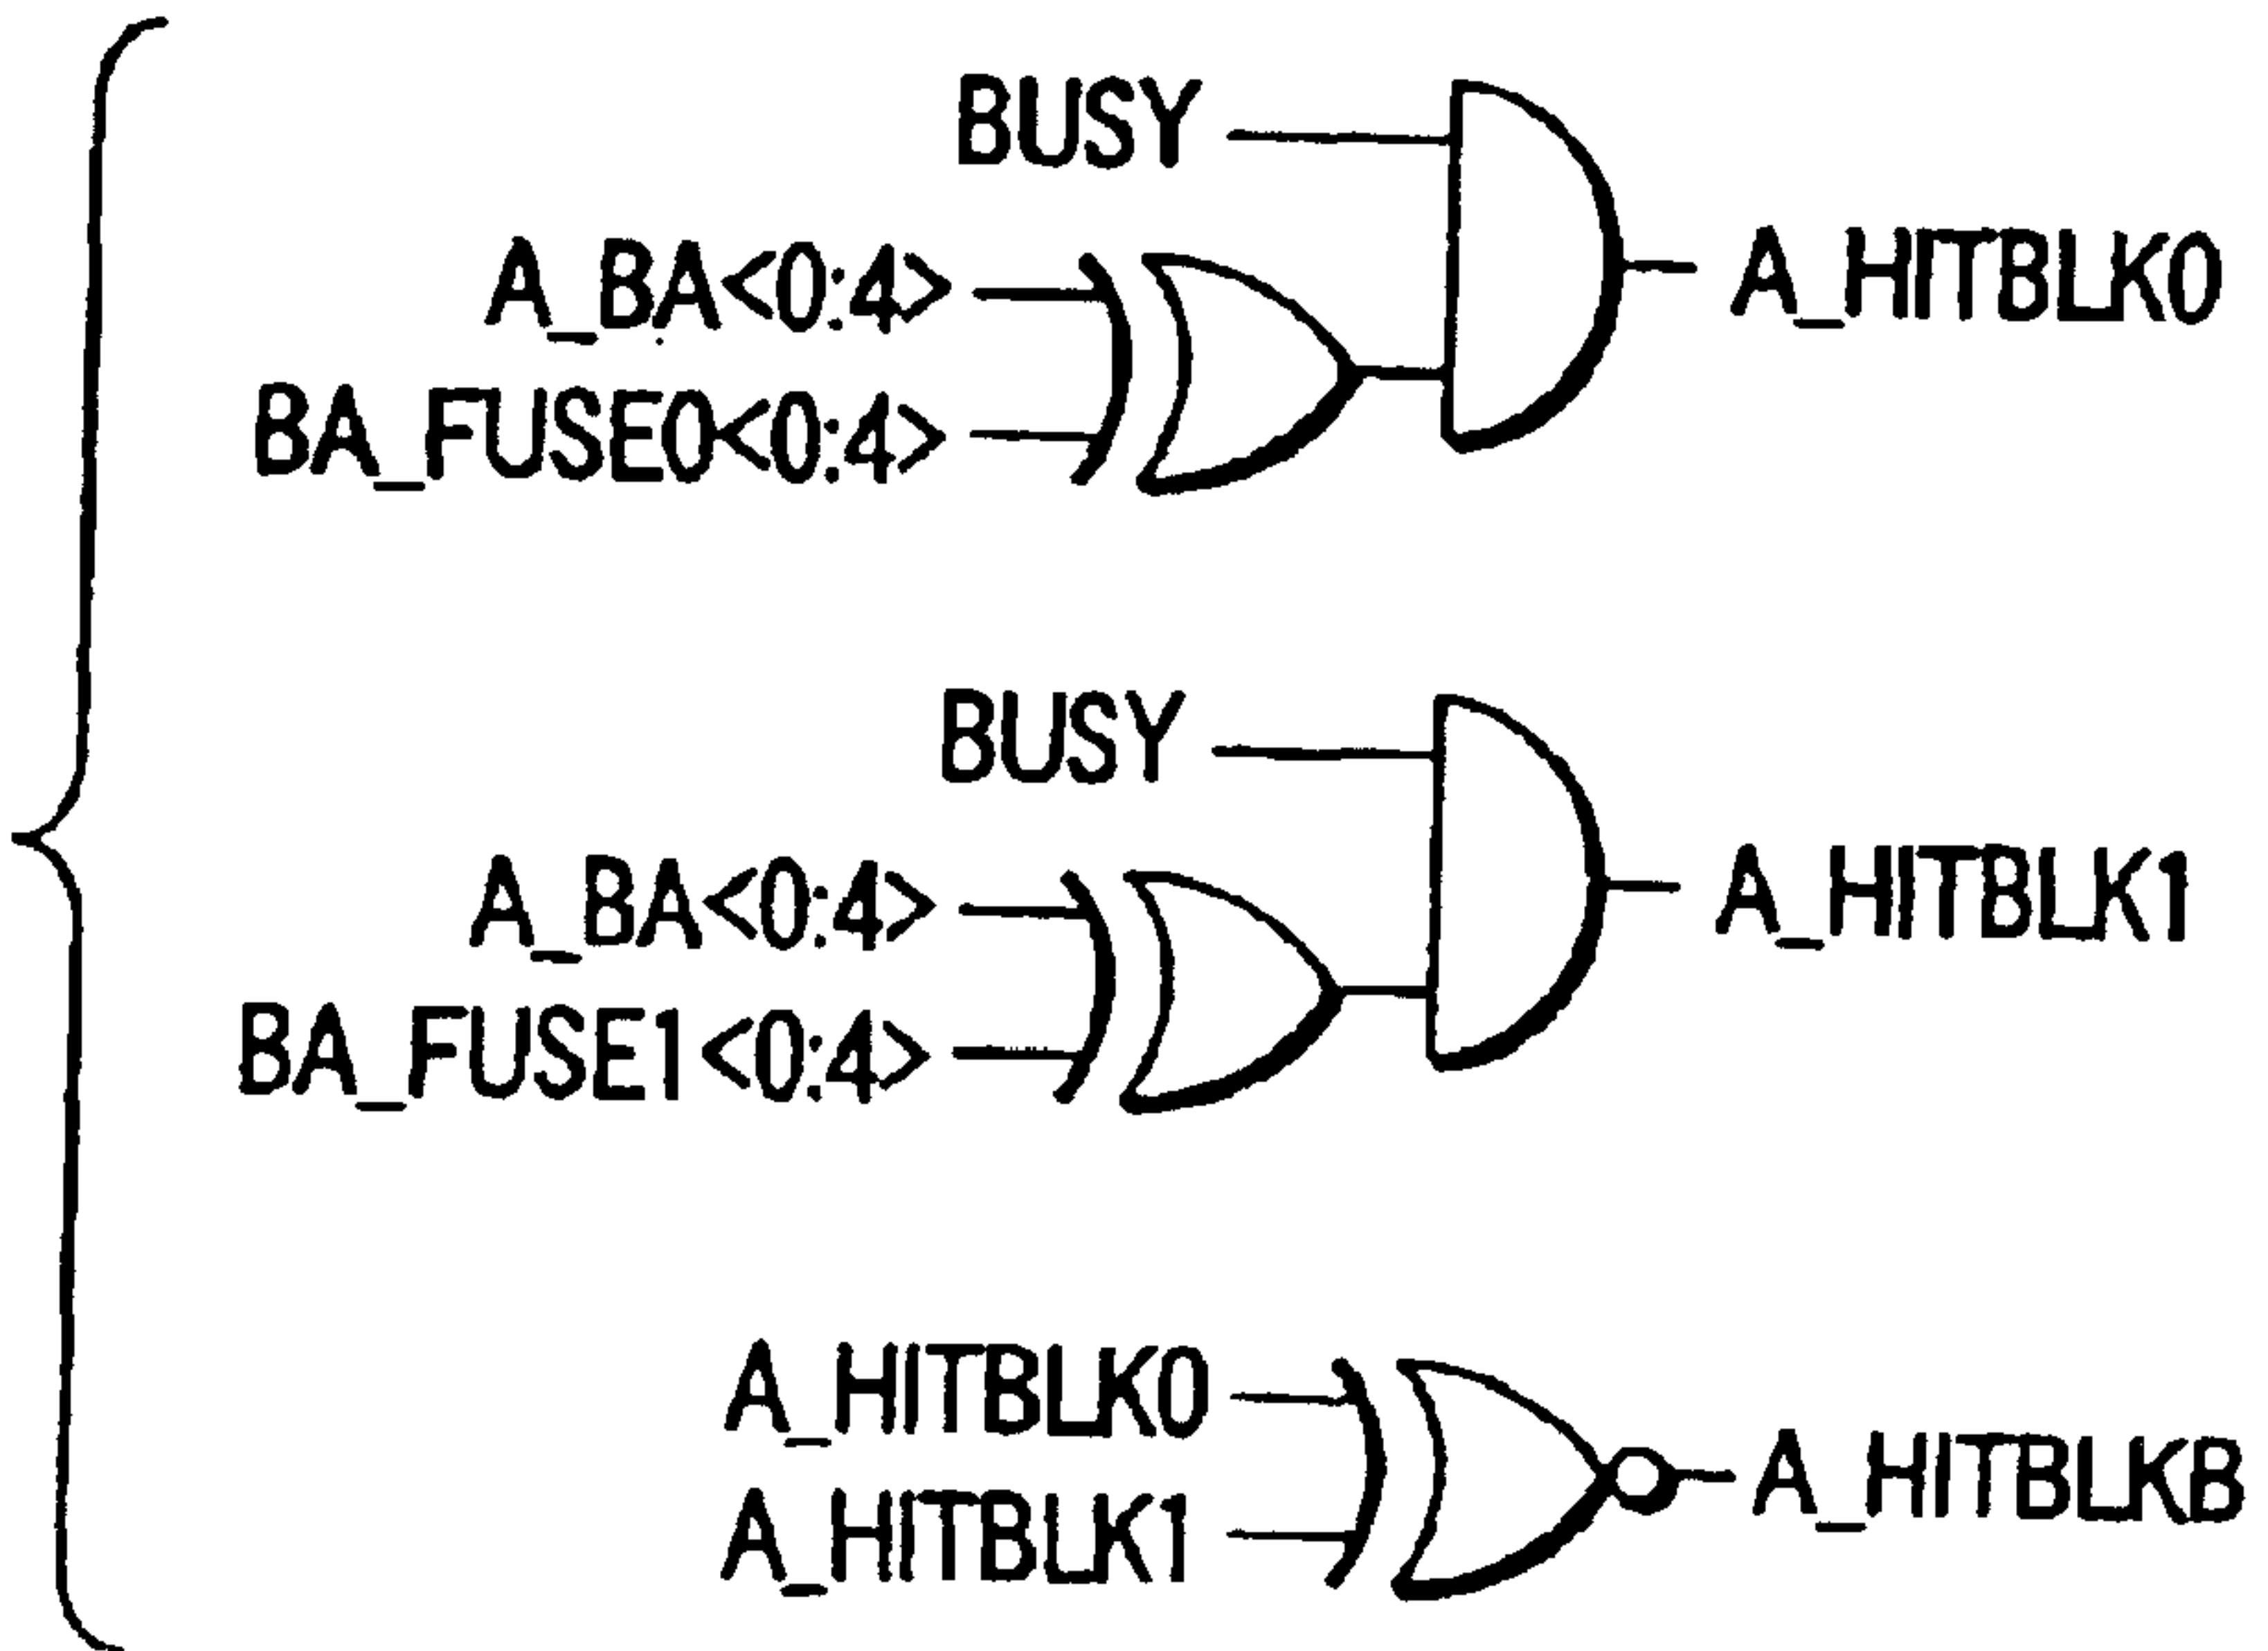 BUSY
A_BA<0:4>
BA_FUSE0<0:4>
A_HITBLK0
BUSY
A_BA<0:4>
BA_FUSE1<0:4>
A_HITBLK1
A_HITBLK0
A_HITBLK1
A_HITBLKB